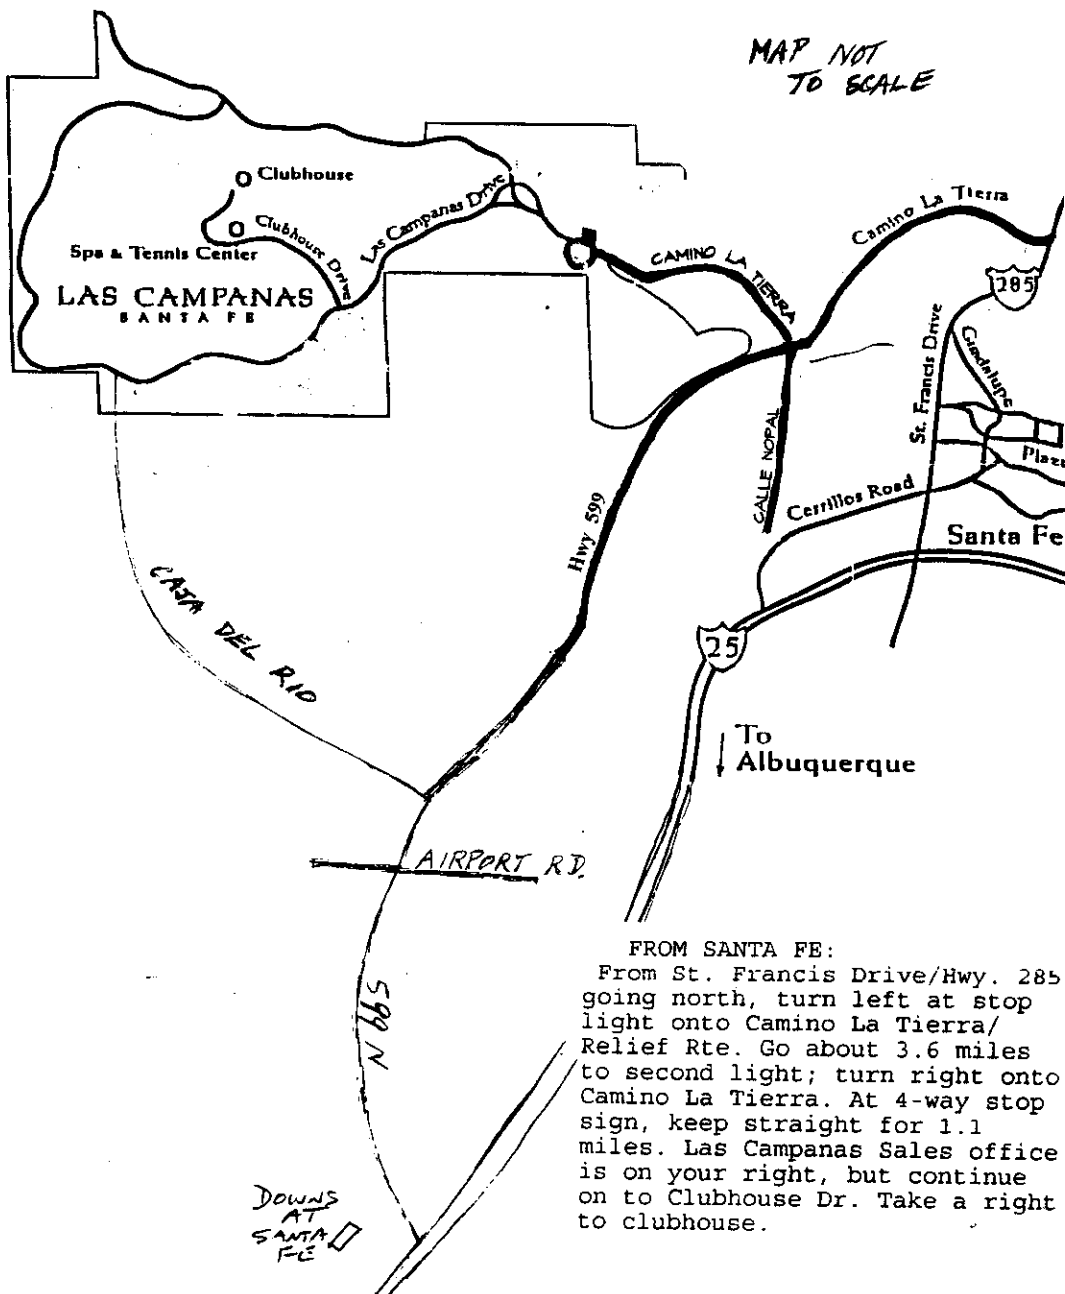 MAP NOT
TO SCALE
Clubhouse
Clubhouse Drive
Spa & Tennis Center
LAS CAMPANAS
SANTA FE
Las Campanas Drive
CAMINO LA TIERRA
Camino La Tierra
285
St. Francis Drive
Guadalupe
Plaza
CALLE NOPAL
Cerrillos Road
Santa Fe
Hwy 599
25
To
Albuquerque
CAJA DEL RIO
AIRPORT RD.
599 N
DOWNS
AT
SANTA
FE
FROM SANTA FE:
From St. Francis Drive/Hwy. 285
going north, turn left at stop
light onto Camino La Tierra/
Relief Rte. Go about 3.6 miles
to second light; turn right onto
Camino La Tierra. At 4-way stop
sign, keep straight for 1.1
miles. Las Campanas Sales office
is on your right, but continue
on to Clubhouse Dr. Take a right
to clubhouse.